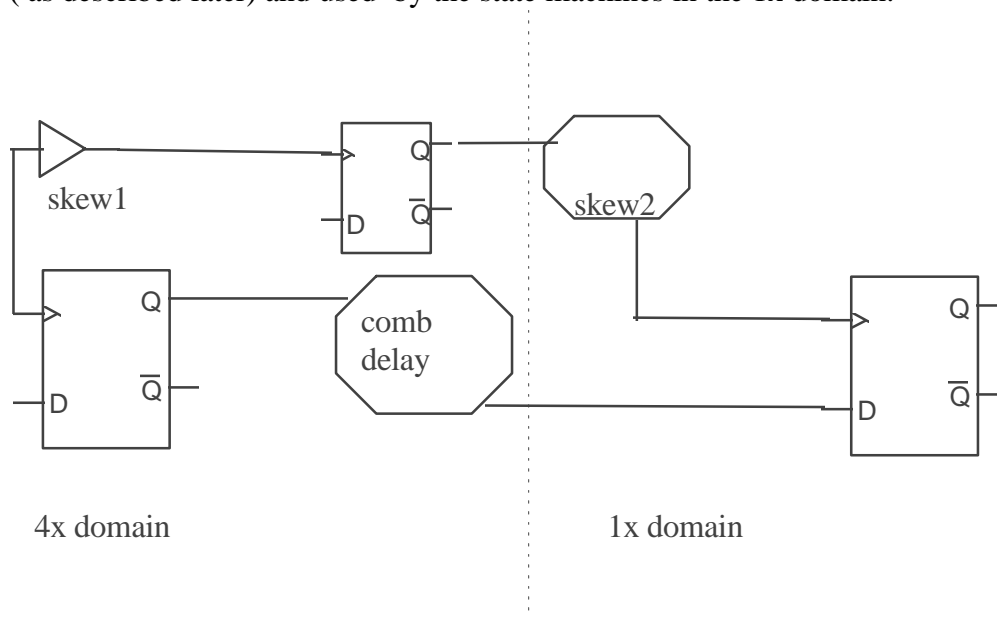 ( as described later) and used by the state machines in the 1x domain.
Q
skew1
Q
D
skew2
Q
comb
delay
Q
D
Q
Q
D
4x domain
1x domain